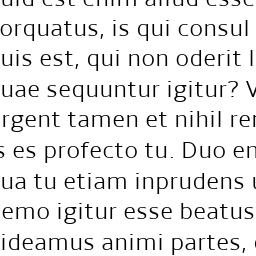 uid est enim aliud esse
orquatus, is qui consul
uis est, qui non oderit l
uae sequuntur igitur? V
rgent tamen et nihil re
s es profecto tu. Duo en
ua tu etiam inprudens u
emo igitur esse beatus
ideamus animi partes,